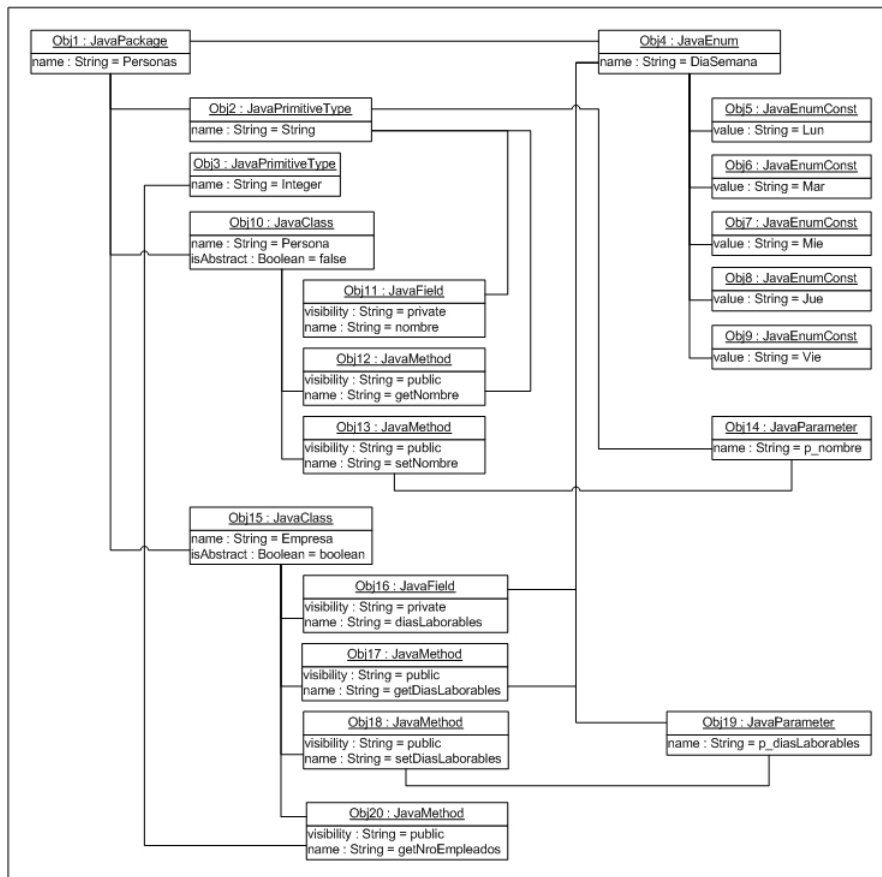 Obj1 : JavaPackage
name : String = Personas
Obj4 : JavaEnum
name : String = DiaSemana
Obj2 : JavaPrimitiveType
name : String = String
Obj3 : JavaPrimitiveType
name : String = Integer
Obj5 : JavaEnumConst
value : String = Lun
Obj6 : JavaEnumConst
value : String = Mar
Obj7 : JavaEnumConst
value : String = Mie
Obj8 : JavaEnumConst
value : String = Jue
Obj9 : JavaEnumConst
value : String = Vie
Obj10 : JavaClass
name : String = Persona
isAbstract : Boolean = false
Obj11 : JavaField
visibility : String = private
name : String = nombre
Obj12 : JavaMethod
visibility : String = public
name : String = getNombre
Obj13 : JavaMethod
visibility : String = public
name : String = setNombre
Obj14 : JavaParameter
name : String = p_nombre
Obj15 : JavaClass
name : String = Empresa
isAbstract : Boolean = boolean
Obj16 : JavaField
visibility : String = private
name : String = diasLaborables
Obj17 : JavaMethod
visibility : String = public
name : String = getDiasLaborables
Obj18 : JavaMethod
visibility : String = public
name : String = setDiasLaborables
Obj19 : JavaParameter
name : String = p_diasLaborables
Obj20 : JavaMethod
visibility : String = public
name : String = getNroEmpleados